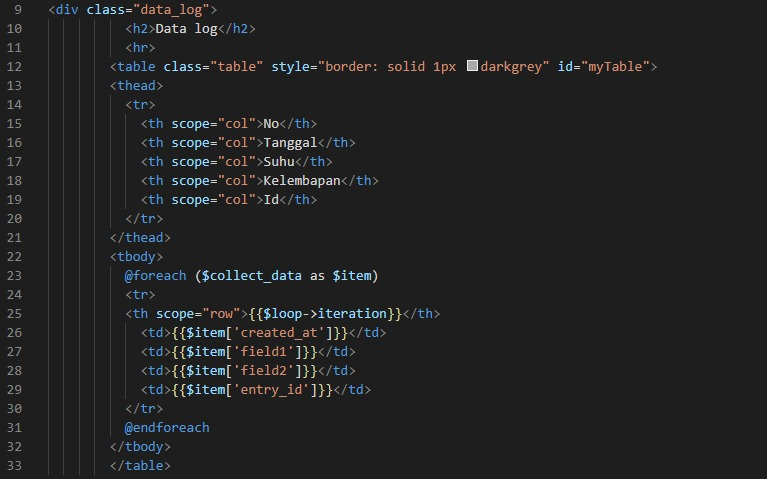 9 <div class="data_log">
10 <h2>Data log</h2>
11 <hr>
12 <table class="table" style="border: solid 1px darkgrey" id="myTable">
13 <thead>
14 <tr>
15 <th scope="col">No</th>
16 <th scope="col">Tanggal</th>
17 <th scope="col">Suhu</th>
18 <th scope="col">Kelembapan</th>
19 <th scope="col">Id</th>
20 </tr>
21 </thead>
22 <tbody>
23 @foreach ($collect_data as $item)
24 <tr>
25 <th scope="row">{{$loop->iteration}}</th>
26 <td>{{$item['created_at']}}</td>
27 <td>{{$item['field1']}}</td>
28 <td>{{$item['field2']}}</td>
29 <td>{{$item['entry_id']}}</td>
30 </tr>
31 @endforeach
32 </tbody>
33 </table>